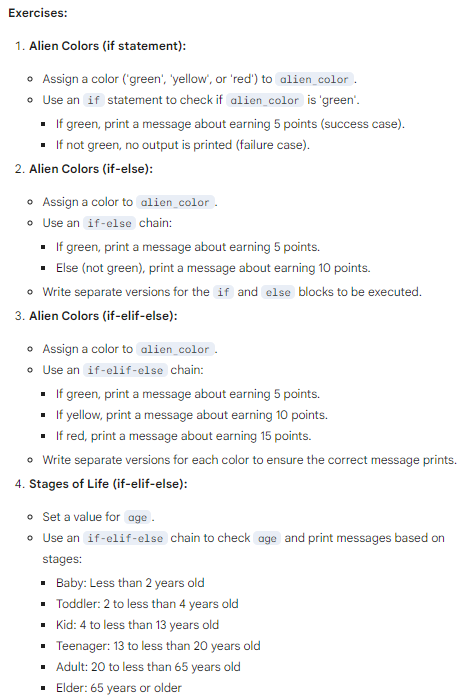 Exercises:
1. Alien Colors (if statement):
Assign a color ('green', 'yellow', or 'red') to alien_color.
Use an if statement to check if alien_color is 'green'.
If green, print a message about earning 5 points (success case).
If not green, no output is printed (failure case).
2. Alien Colors (if-else):
Assign a color to alien_color.
Use an if-else chain:
If green, print a message about earning 5 points.
Else (not green), print a message about earning 10 points.
Write separate versions for the if and else blocks to be executed.
3. Alien Colors (if-elif-else):
Assign a color to alien_color.
Use an if-elif-else chain:
If green, print a message about earning 5 points.
If yellow, print a message about earning 10 points.
If red, print a message about earning 15 points.
Write separate versions for each color to ensure the correct message prints.
4. Stages of Life (if-elif-else):
Set a value for age.
Use an if-elif-else chain to check age and print messages based on
stages:
Baby: Less than 2 years old
Toddler: 2 to less than 4 years old
Kid: 4 to less than 13 years old
Teenager: 13 to less than 20 years old
Adult: 20 to less than 65 years old
Elder: 65 years or older